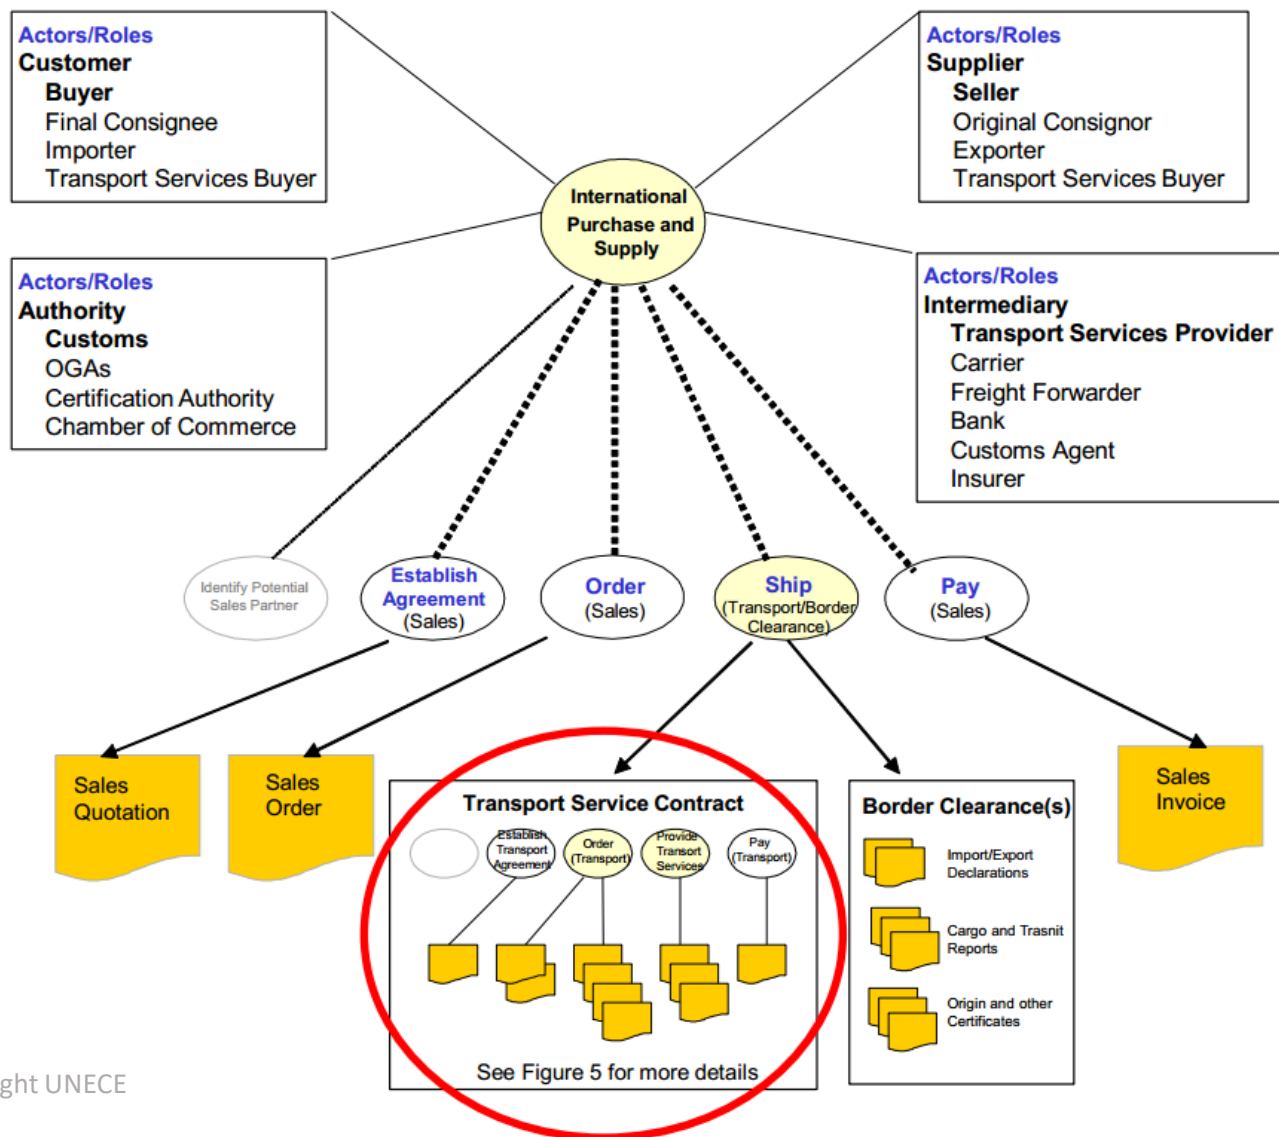 Actors/Roles
Customer
Buyer
Final Consignee
Importer
Transport Services Buyer
Actors/Roles
Supplier
Seller
Original Consignor
Exporter
Transport Services Buyer
International
Purchase and
Supply
Actors/Roles
Authority
Customs
OGAs
Certification Authority
Chamber of Commerce
Actors/Roles
Intermediary
Transport Services Provider
Carrier
Freight Forwarder
Bank
Customs Agent
Insurer
Identify Potential
Sales Partner
Establish
Agreement
(Sales)
Order
(Sales)
Ship
(Transport/Border
Clearance)
Pay
(Sales)
Sales
Quotation
Sales
Order
Transport Service Contract
Establish
Transport
Agreement
Order
(Transport)
Provide
Transort
Services
Pay
(Transport)
See Figure 5 for more details
Border Clearance(s)
Import/Export
Declarations
Cargo and Trasnit
Reports
Origin and other
Certificates
Sales
Invoice
ght UNECE